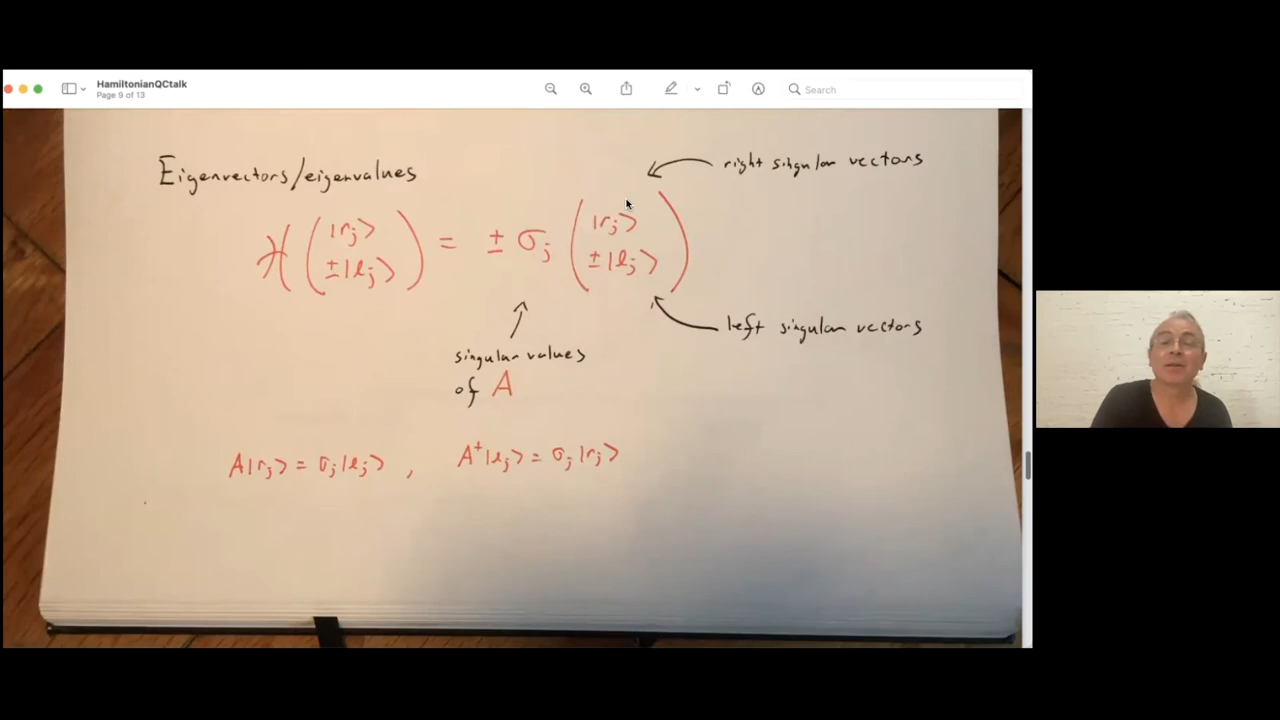 HamiltonianQCtalk
Page 9 of 13
Search
Eigenvectors/eigenvalues
right singular vectors
ℋ ( |rⱼ> ±|ℓⱼ> ) = ± σⱼ ( |rⱼ> ±|ℓⱼ> )
left singular vectors
singular values
of A
A|rⱼ> = σⱼ|ℓⱼ> , A†|ℓⱼ> = σⱼ|rⱼ>